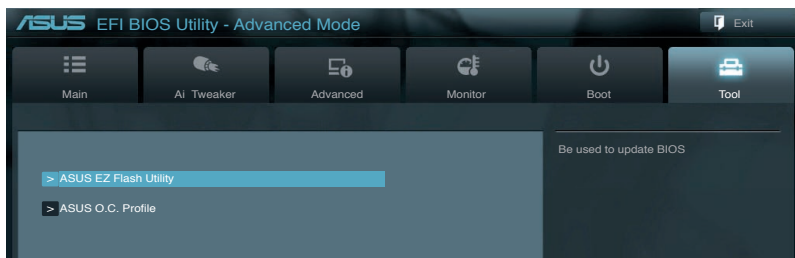 ASUS EFI BIOS Utility - Advanced Mode
Exit
Main
Ai Tweaker
Advanced
Monitor
Boot
Tool
Be used to update BIOS
> ASUS EZ Flash Utility
> ASUS O.C. Profile